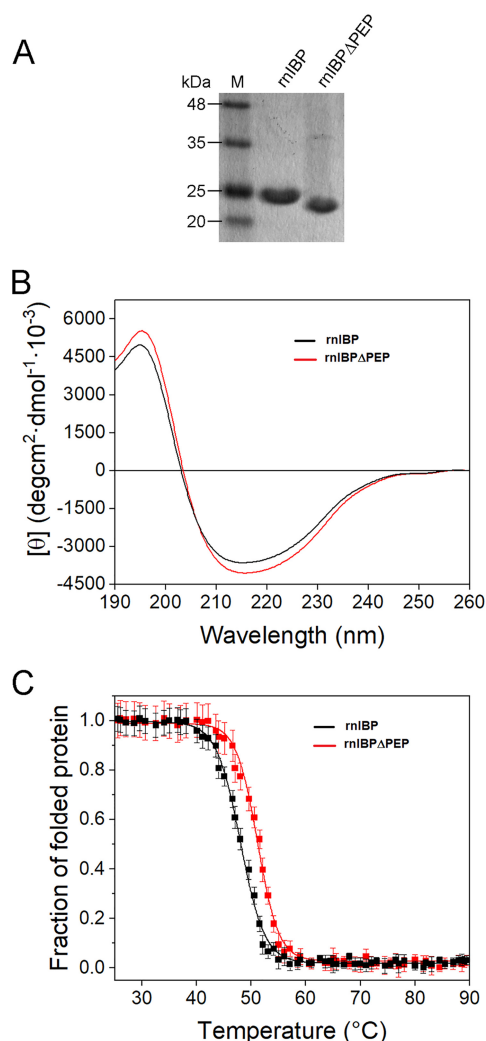 A
kDa M rnIBP rnIBPΔPEP
48
35
25
20
B
6000
4500
3000
1500
0
-1500
-3000
-4500
[θ] (degcm²·dmol⁻¹·10⁻³)
rnIBP
rnIBPΔPEP
190 200 210 220 230 240 250 260
Wavelength (nm)
C
1.0
0.8
0.6
0.4
0.2
0.0
Fraction of folded protein
rnIBP
rnIBPΔPEP
30 40 50 60 70 80 90
Temperature (°C)